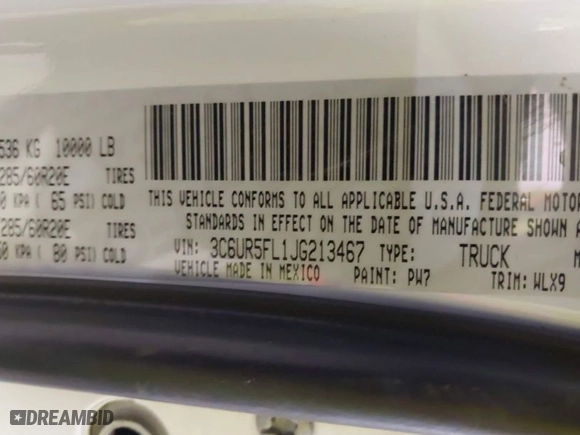 536 KG 10000 LB
285/60R20E TIRES
KPA ( 65 PSI) COLD
285/60R20E TIRES
KPA ( 80 PSI) COLD
THIS VEHICLE CONFORMS TO ALL APPLICABLE U.S.A. FEDERAL MOTO
STANDARDS IN EFFECT ON THE DATE OF MANUFACTURE SHOWN A
VIN: 3C6UR5FL1JG213467 TYPE: TRUCK
VEHICLE MADE IN MEXICO PAINT: PW7 TRIM: WLX9
DREAMBID